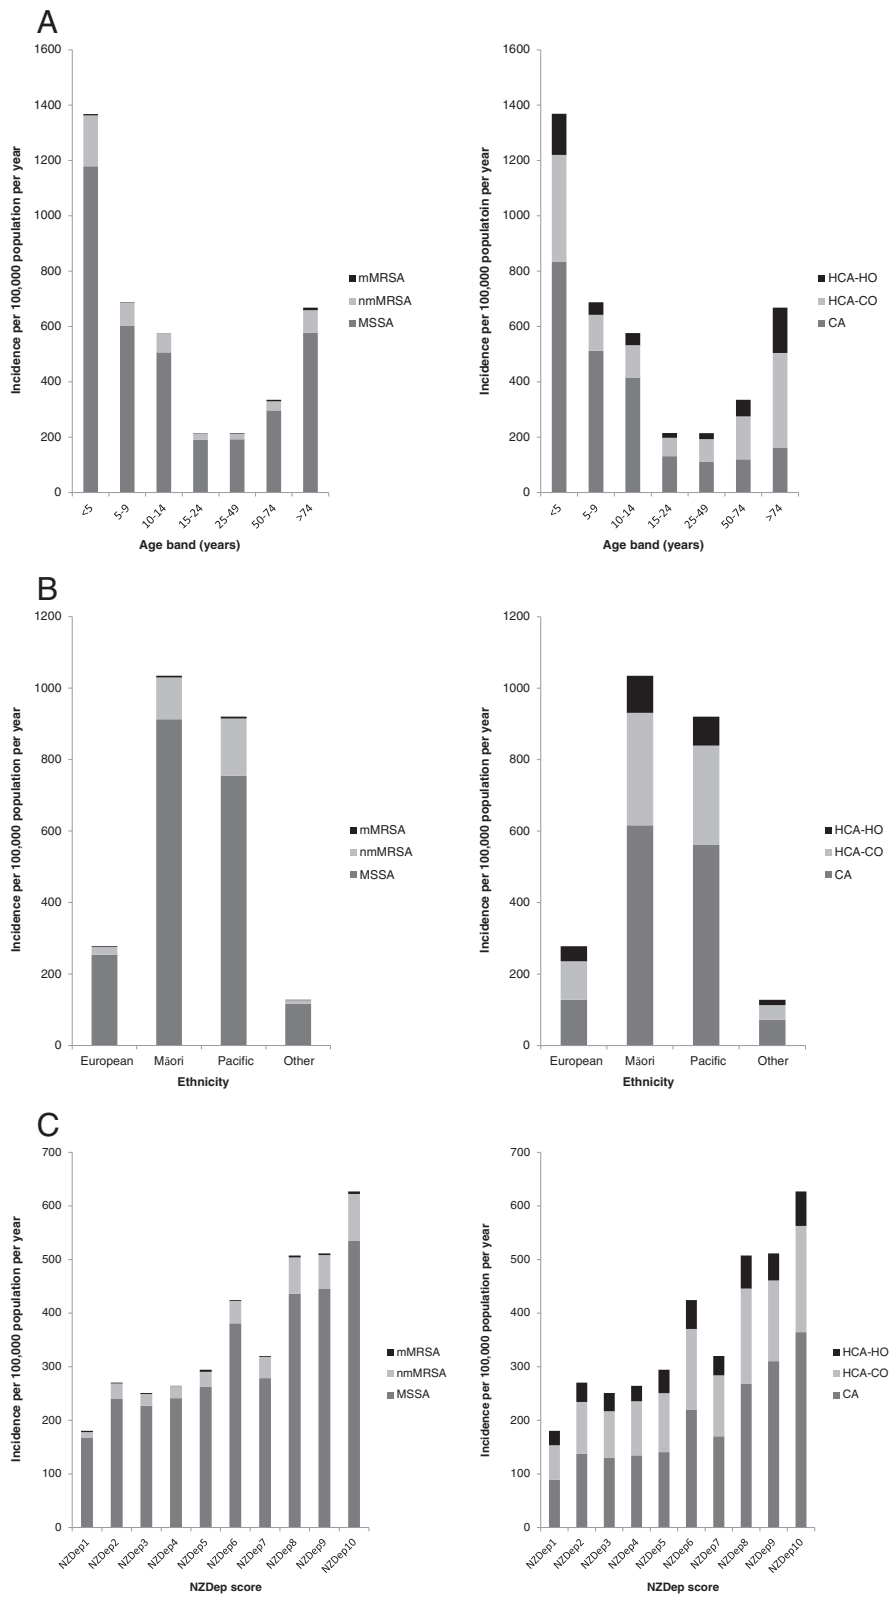 A
Incidence per 100,000 population per year
1600
1400
1200
1000
800
600
400
200
0
<5
5-9
10-14
15-24
25-49
50-74
>74
Age band (years)
mMRSA
nmMRSA
MSSA
Incidence per 100,000 populatoin per year
1600
1400
1200
1000
800
600
400
200
0
<5
5-9
10-14
15-24
25-49
50-74
>74
Age band (years)
HCA-HO
HCA-CO
CA
B
Incidence per 100,000 population per year
1200
1000
800
600
400
200
0
European
Māori
Pacific
Other
Ethnicity
mMRSA
nmMRSA
MSSA
Incidence per 100,000 population per year
1200
1000
800
600
400
200
0
European
Māori
Pacific
Other
Ethnicity
HCA-HO
HCA-CO
CA
C
Incidence per 100,000 population per year
700
600
500
400
300
200
100
0
NZDep1
NZDep2
NZDep3
NZDep4
NZDep5
NZDep6
NZDep7
NZDep8
NZDep9
NZDep10
NZDep score
mMRSA
nmMRSA
MSSA
Incidence per 100,000 population per year
700
600
500
400
300
200
100
0
NZDep1
NZDep2
NZDep3
NZDep4
NZDep5
NZDep6
NZDep7
NZDep8
NZDep9
NZDep10
NZDep score
HCA-HO
HCA-CO
CA